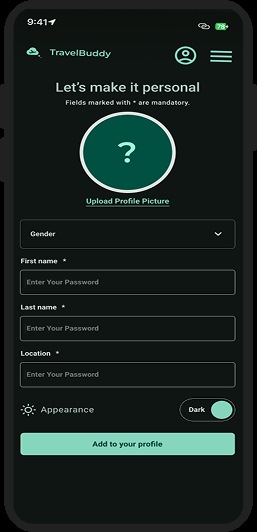 9:41
78
TravelBuddy
Let's make it personal
Fields marked with * are mandatory.
?
Upload Profile Picture
Gender
First name *
Enter Your Password
Last name *
Enter Your Password
Location *
Enter Your Password
Appearance
Dark
Add to your profile